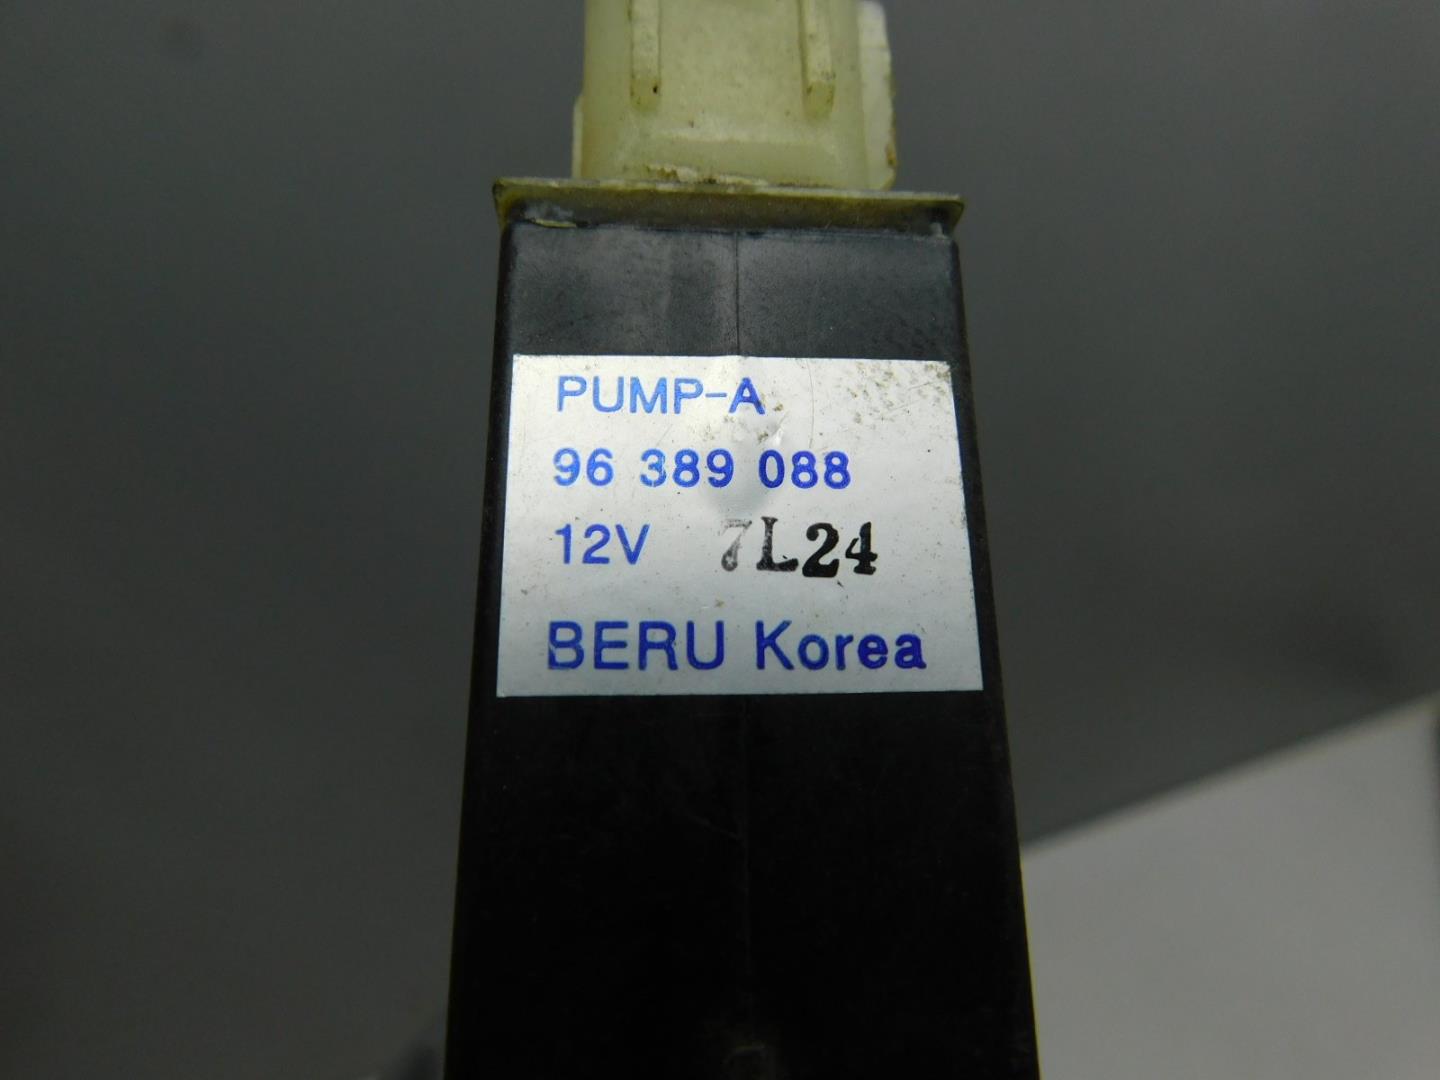 PUMP-A
96 389 088
12V 7L24
BERU Korea